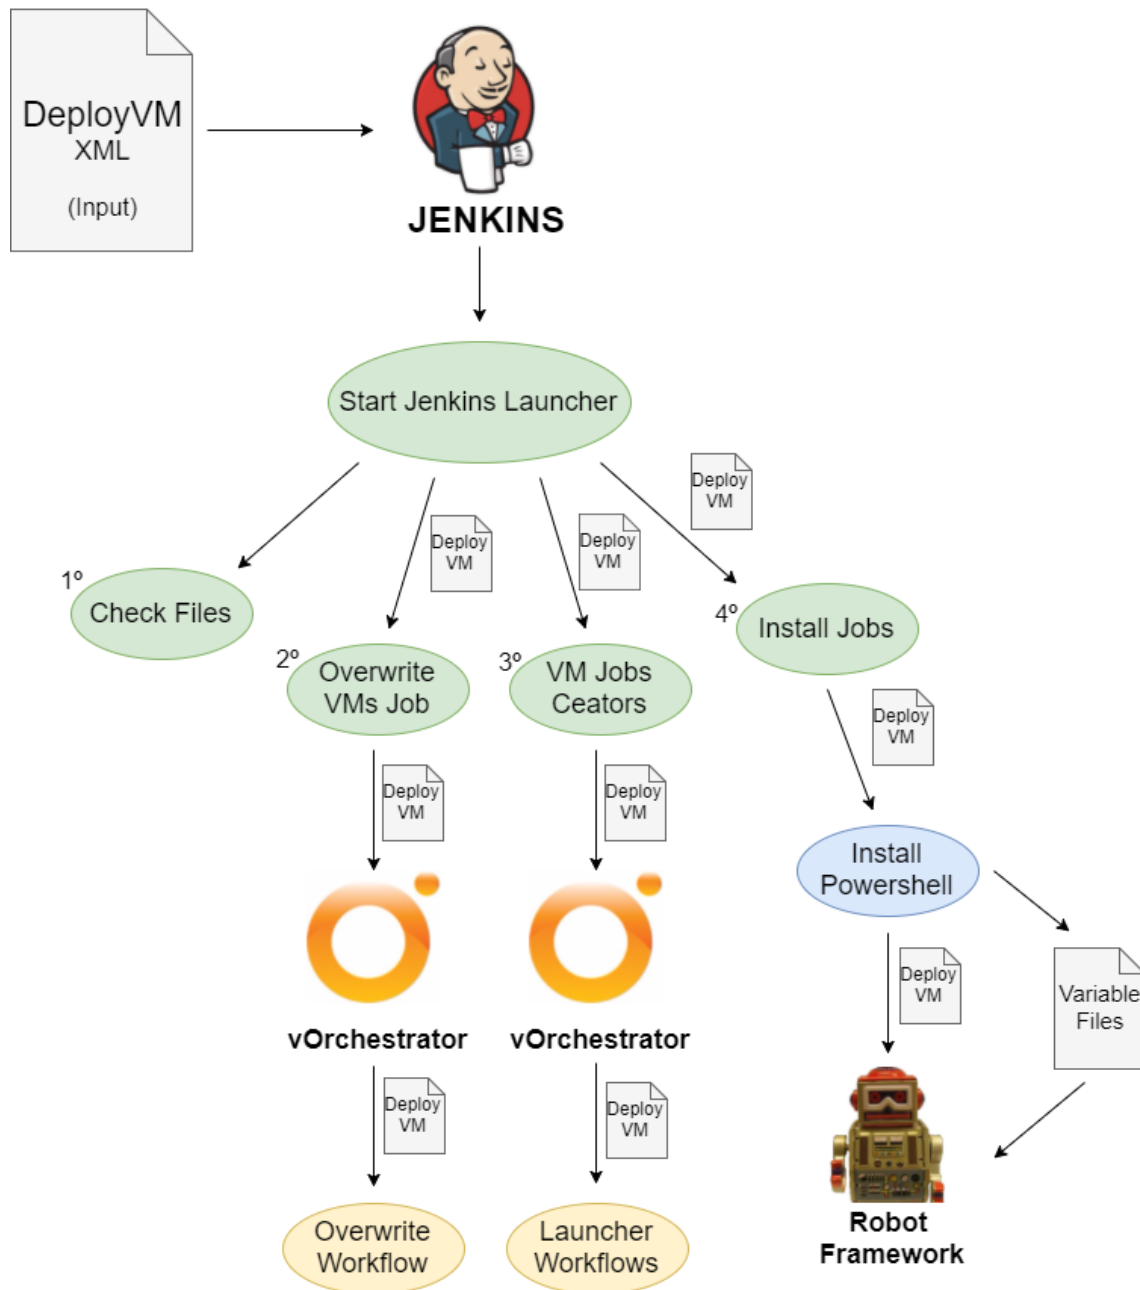 DeployVM
XML
(Input)
JENKINS
Start Jenkins Launcher
Deploy
VM
Deploy
VM
Deploy
VM
1º
Check Files
2º
Overwrite
VMs Job
3º
VM Jobs
Ceators
4º
Install Jobs
Deploy
VM
Deploy
VM
Deploy
VM
Install
Powershell
vOrchestrator
vOrchestrator
Deploy
VM
Variable
Files
Deploy
VM
Deploy
VM
Overwrite
Workflow
Launcher
Workflows
Robot
Framework